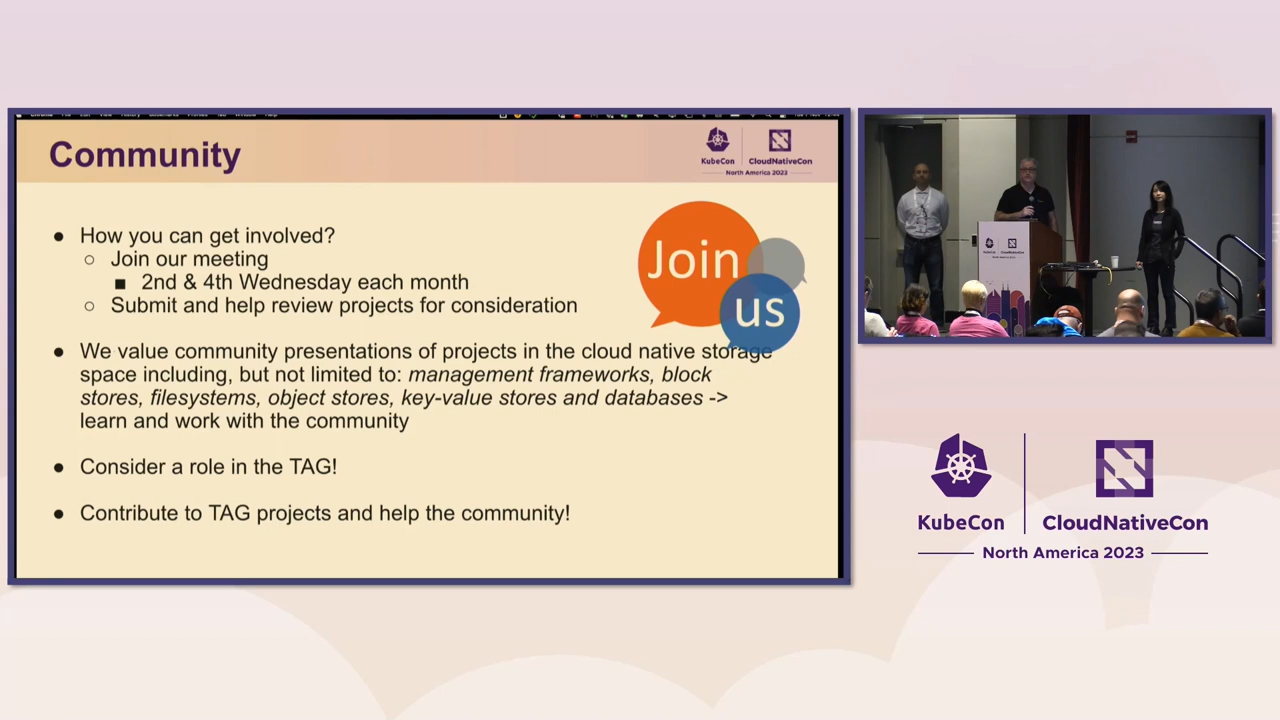 Community
KubeCon
CloudNativeCon
North America 2023
Join
us
● How you can get involved?
○ Join our meeting
■ 2nd & 4th Wednesday each month
○ Submit and help review projects for consideration
● We value community presentations of projects in the cloud native storage
space including, but not limited to: management frameworks, block
stores, filesystems, object stores, key-value stores and databases ->
learn and work with the community
● Consider a role in the TAG!
● Contribute to TAG projects and help the community!
KubeCon
CloudNativeCon
North America 2023